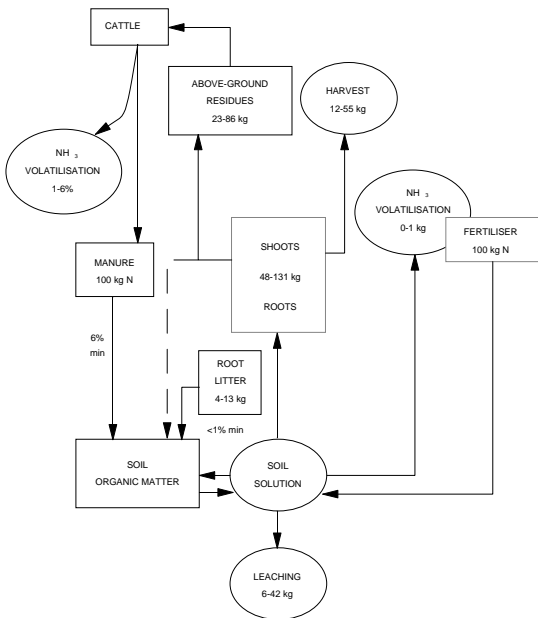 CATTLE
ABOVE-GROUND
RESIDUES
23-86 kg
HARVEST
12-55 kg
NH 3
VOLATILISATION
1-6%
NH 3
VOLATILISATION
0-1 kg
FERTILISER
100 kg N
SHOOTS
48-131 kg
ROOTS
MANURE
100 kg N
6%
min
ROOT
LITTER
4-13 kg
<1% min
SOIL
ORGANIC MATTER
SOIL
SOLUTION
LEACHING
6-42 kg